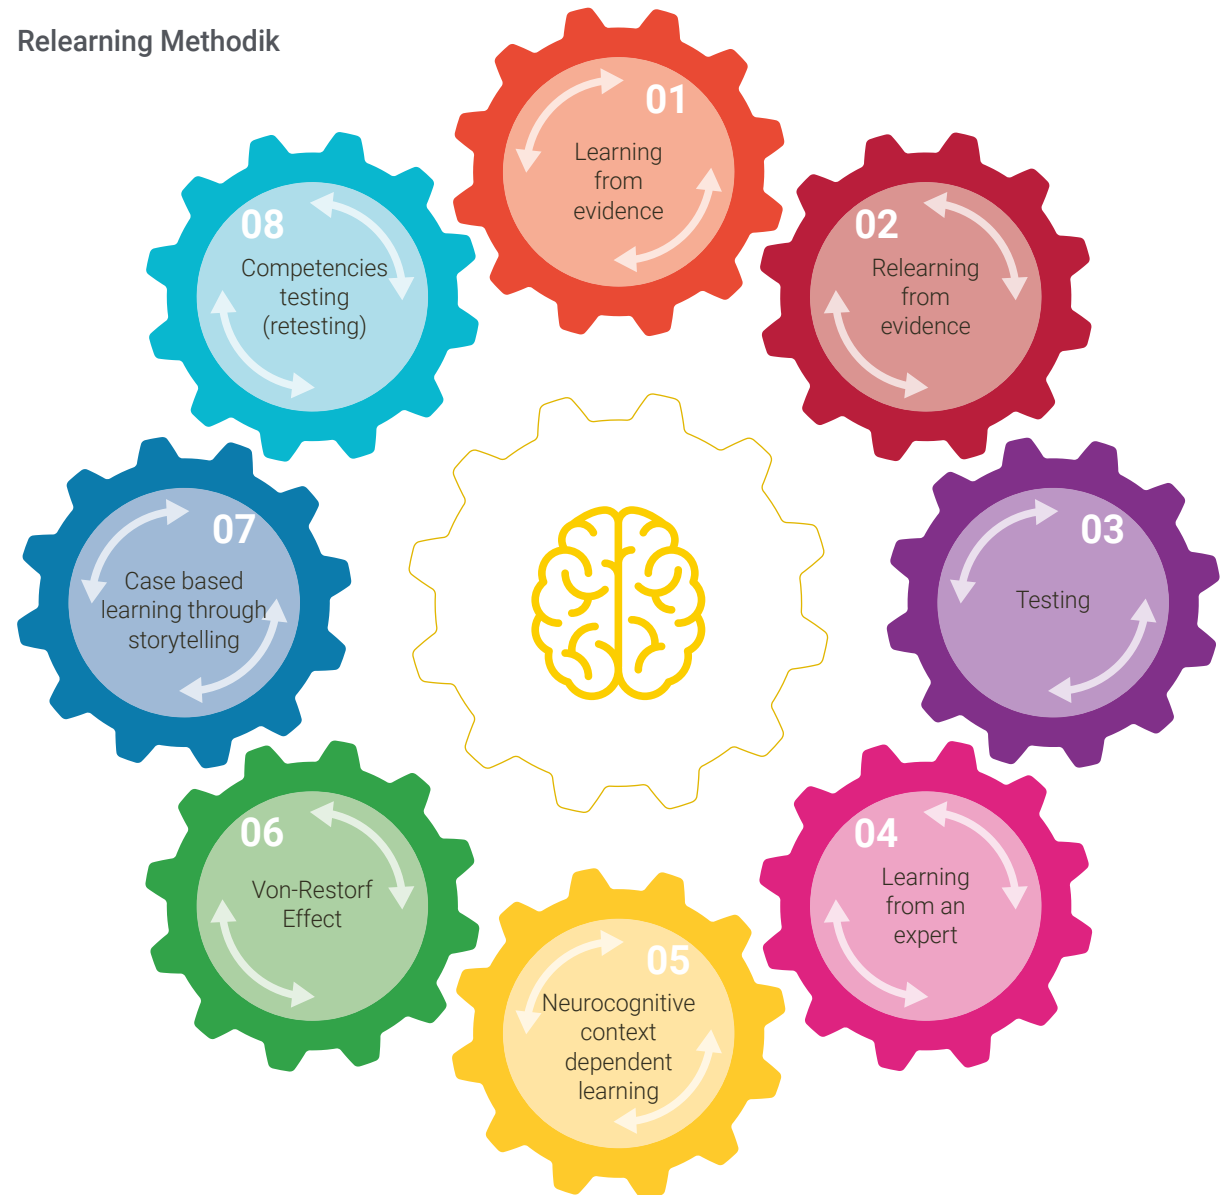 Relearning Methodik
01
Learning
from
evidence
02
Relearning
from
evidence
03
Testing
04
Learning
from an
expert
05
Neurocognitive
context
dependent
learning
06
Von-Restorf
Effect
07
Case based
learning through
storytelling
08
Competencies
testing
(retesting)